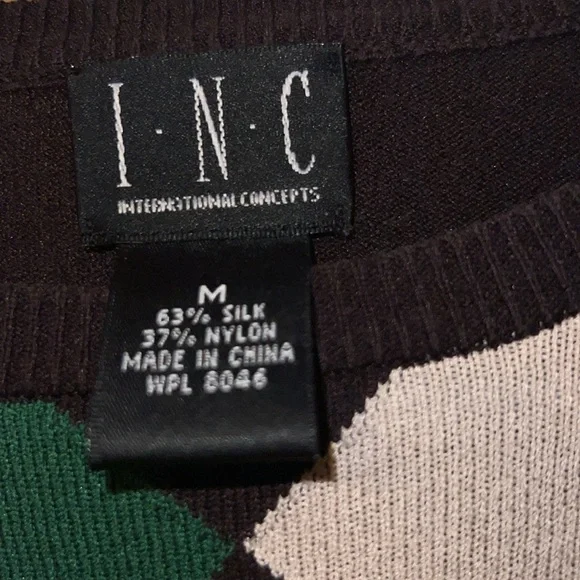 I·N·C
INTERNATIONAL CONCEPTS
M
63% SILK
37% NYLON
MADE IN CHINA
WPL 8046